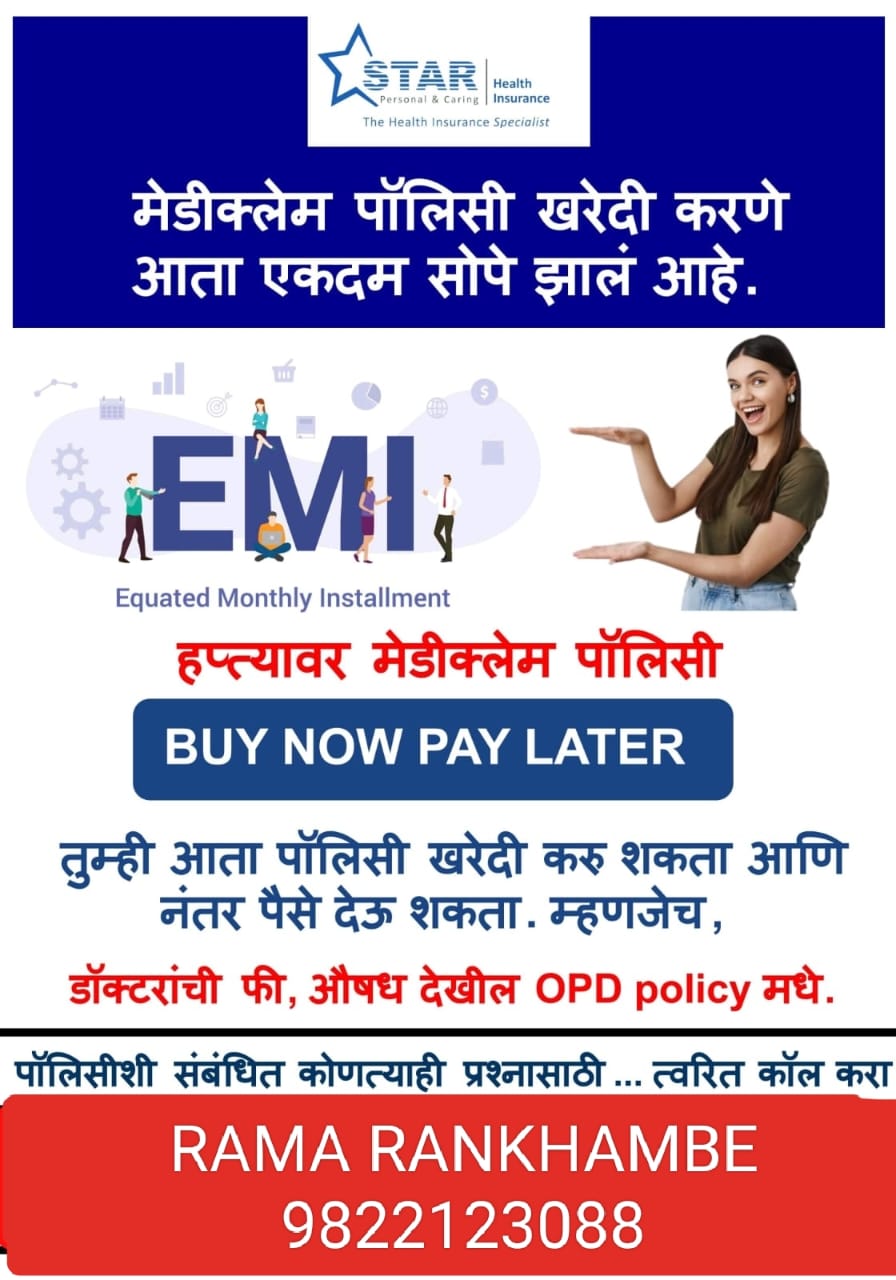 STAR
Health
Personal & Caring
Insurance
The Health Insurance Specialist
मेडीक्लेम पॉलिसी खरेदी करणे
आता एकदम सोपे झालं आहे.
$
EMI
Equated Monthly Installment
हप्त्यावर मेडीक्लेम पॉलिसी
BUY NOW PAY LATER
तुम्ही आता पॉलिसी खरेदी करु शकता आणि
नंतर पैसे देऊ शकता. म्हणजेच,
डॉक्टरांची फी, औषध देखील OPD policy मधे.
पॉलिसीशी संबंधित कोणत्याही प्रश्नासाठी ... त्वरित कॉल करा
RAMA RANKHAMBE
9822123088